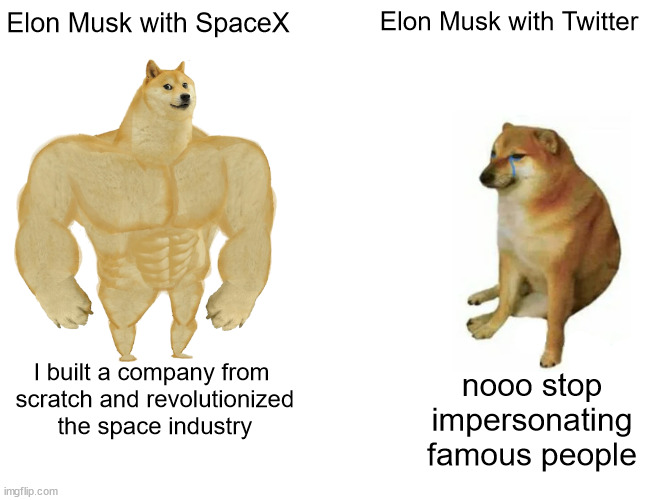 Elon Musk with SpaceX
Elon Musk with Twitter
I built a company from
scratch and revolutionized
the space industry
nooo stop
impersonating
famous people
imgflip.com